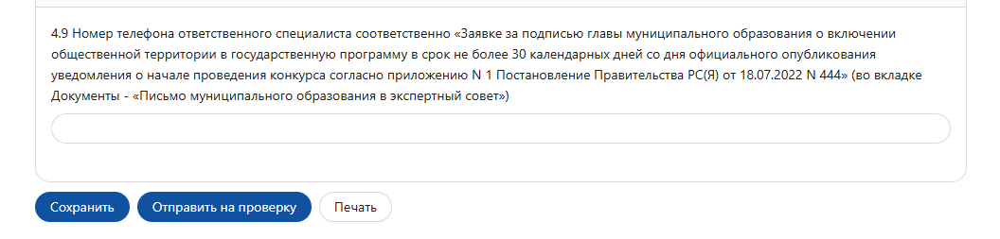 4.9 Номер телефона ответственного специалиста соответственно «Заявке за подписью главы муниципального образования о включении
общественной территории в государственную программу в срок не более 30 календарных дней со дня официального опубликования
уведомления о начале проведения конкурса согласно приложению N 1 Постановление Правительства РС(Я) от 18.07.2022 N 444» (во вкладке
Документы - «Письмо муниципального образования в экспертный совет»)
Сохранить Отправить на проверку Печать